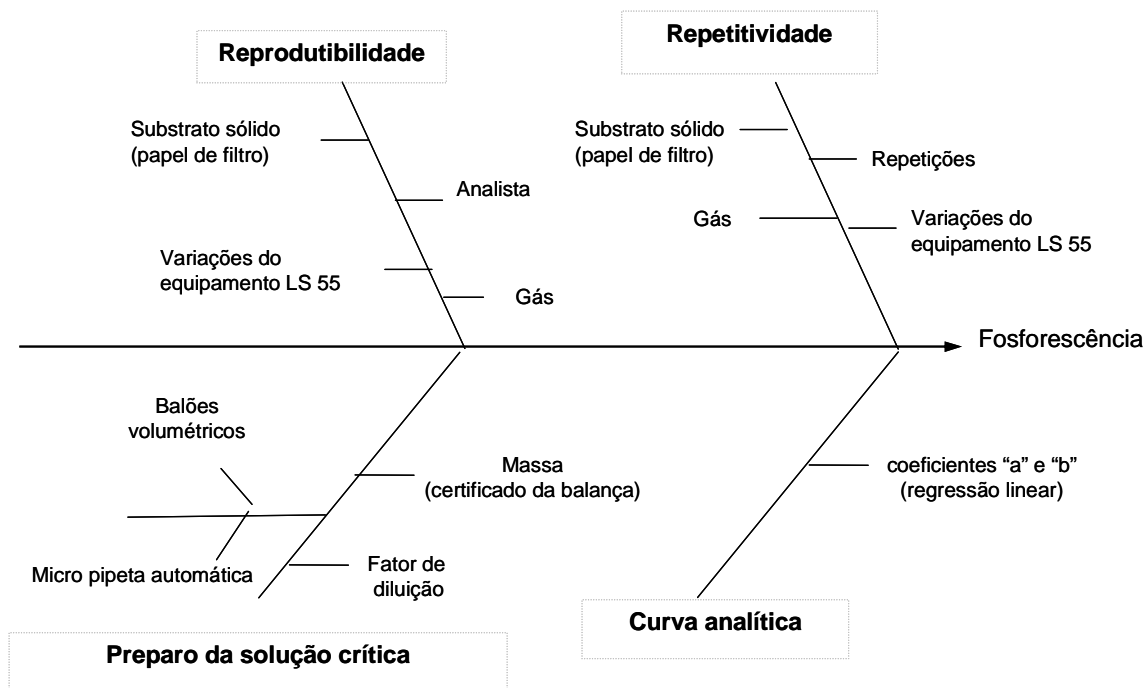 Reprodutibilidade
Repetitividade
Substrato sólido
(papel de filtro)
Analista
Variações do
equipamento LS 55
Gás
Substrato sólido
(papel de filtro)
Repetições
Gás
Variações do
equipamento LS 55
Fosforescência
Balões
volumétricos
Massa
(certificado da balança)
Micro pipeta automática
Fator de
diluição
Preparo da solução crítica
coeficientes “a” e “b”
(regressão linear)
Curva analítica